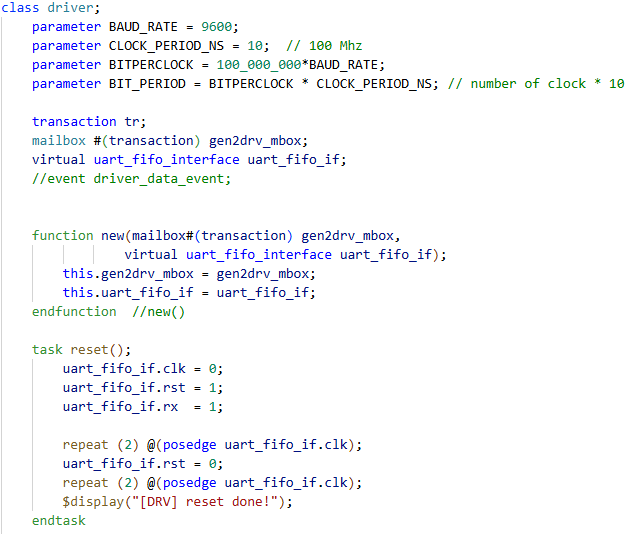 class driver;
    parameter BAUD_RATE = 9600;
    parameter CLOCK_PERIOD_NS = 10;  // 100 Mhz
    parameter BITPERCLOCK = 100_000_000*BAUD_RATE;
    parameter BIT_PERIOD = BITPERCLOCK * CLOCK_PERIOD_NS; // number of clock * 10

    transaction tr;
    mailbox #(transaction) gen2drv_mbox;
    virtual uart_fifo_interface uart_fifo_if;
    //event driver_data_event;


    function new(mailbox#(transaction) gen2drv_mbox,
                virtual uart_fifo_interface uart_fifo_if);
        this.gen2drv_mbox = gen2drv_mbox;
        this.uart_fifo_if = uart_fifo_if;
    endfunction  //new()

    task reset();
        uart_fifo_if.clk = 0;
        uart_fifo_if.rst = 1;
        uart_fifo_if.rx  = 1;

        repeat (2) @(posedge uart_fifo_if.clk);
        uart_fifo_if.rst = 0;
        repeat (2) @(posedge uart_fifo_if.clk);
        $display("[DRV] reset done!");
    endtask